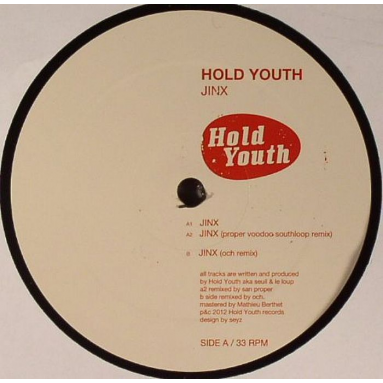 HOLD YOUTH
JINX
Hold
Youth
A1 JINX
A2 JINX (proper voodoo southloop remix)
B JINX (och remix)
all tracks are written and produced
by Hold Youth aka seuil & le loup
a2 remixed by san proper
b side remixed by och.
mastered by Mathieu Berthet
p&c 2012 Hold Youth records
design by seyz
SIDE A / 33 RPM